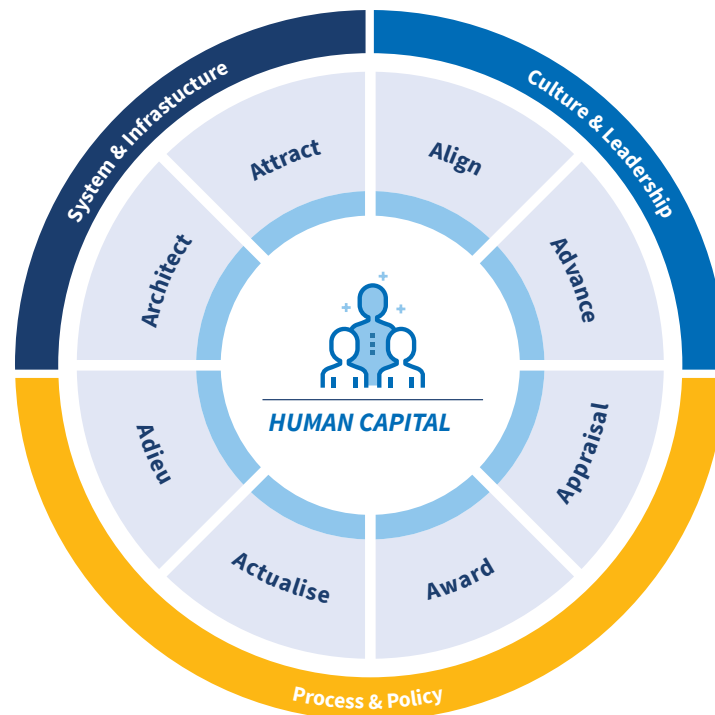 System & Infrastucture
Culture & Leadership
Attract
Align
Architect
Advance
HUMAN CAPITAL
Adieu
Appraisal
Actualise
Award
Process & Policy